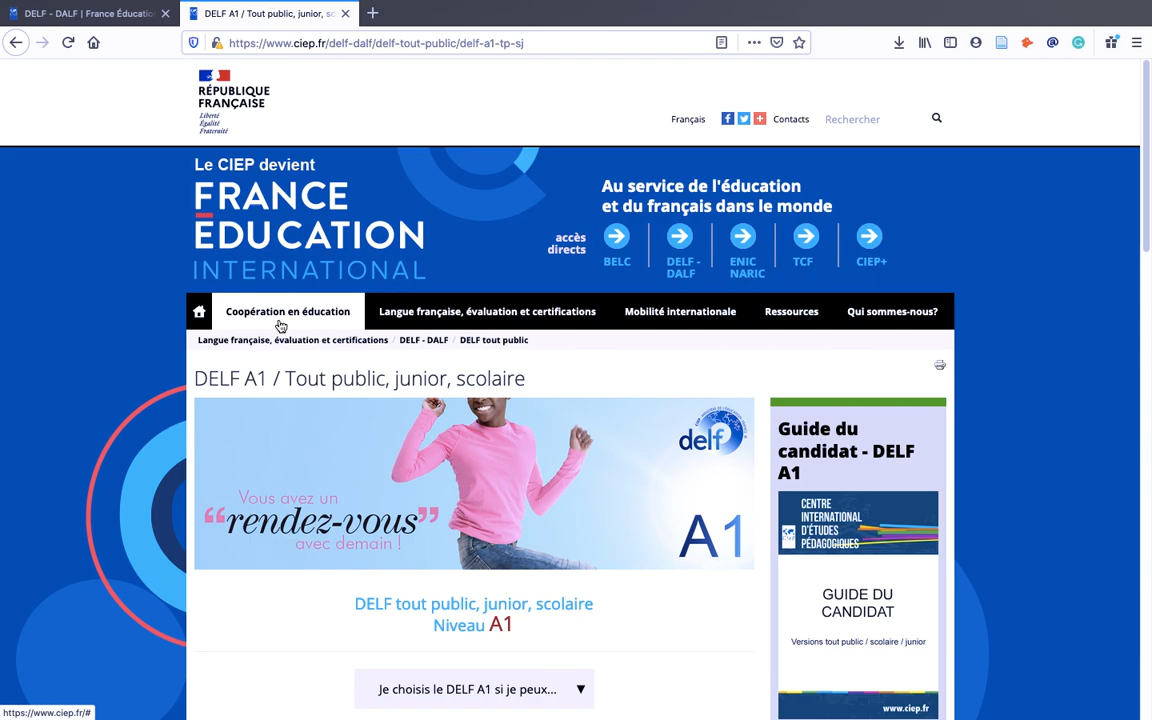 DELF - DALF | France Éducatio
DELF A1 / Tout public, junior, sc
https://www.ciep.fr/delf-dalf/delf-tout-public/delf-a1-tp-sj
RÉPUBLIQUE
FRANÇAISE
Liberté
Égalité
Fraternité
Français
Contacts
Rechercher
Le CIEP devient
FRANCE
ÉDUCATION
INTERNATIONAL
Au service de l'éducation
et du français dans le monde
accès
directs
BELC
DELF -
DALF
ENIC
NARIC
TCF
CIEP+
Coopération en éducation
Langue française, évaluation et certifications
Mobilité internationale
Ressources
Qui sommes-nous?
Langue française, évaluation et certifications / DELF - DALF / DELF tout public
DELF A1 / Tout public, junior, scolaire
delf
Vous avez un
“rendez-vous”
avec demain !
A1
Guide du
candidat - DELF
A1
CENTRE
INTERNATIONAL
D'ÉTUDES
PÉDAGOGIQUES
GUIDE DU
CANDIDAT
Versions tout public / scolaire / junior
www.ciep.fr
DELF tout public, junior, scolaire
Niveau A1
Je choisis le DELF A1 si je peux... ▼
https://www.ciep.fr/#